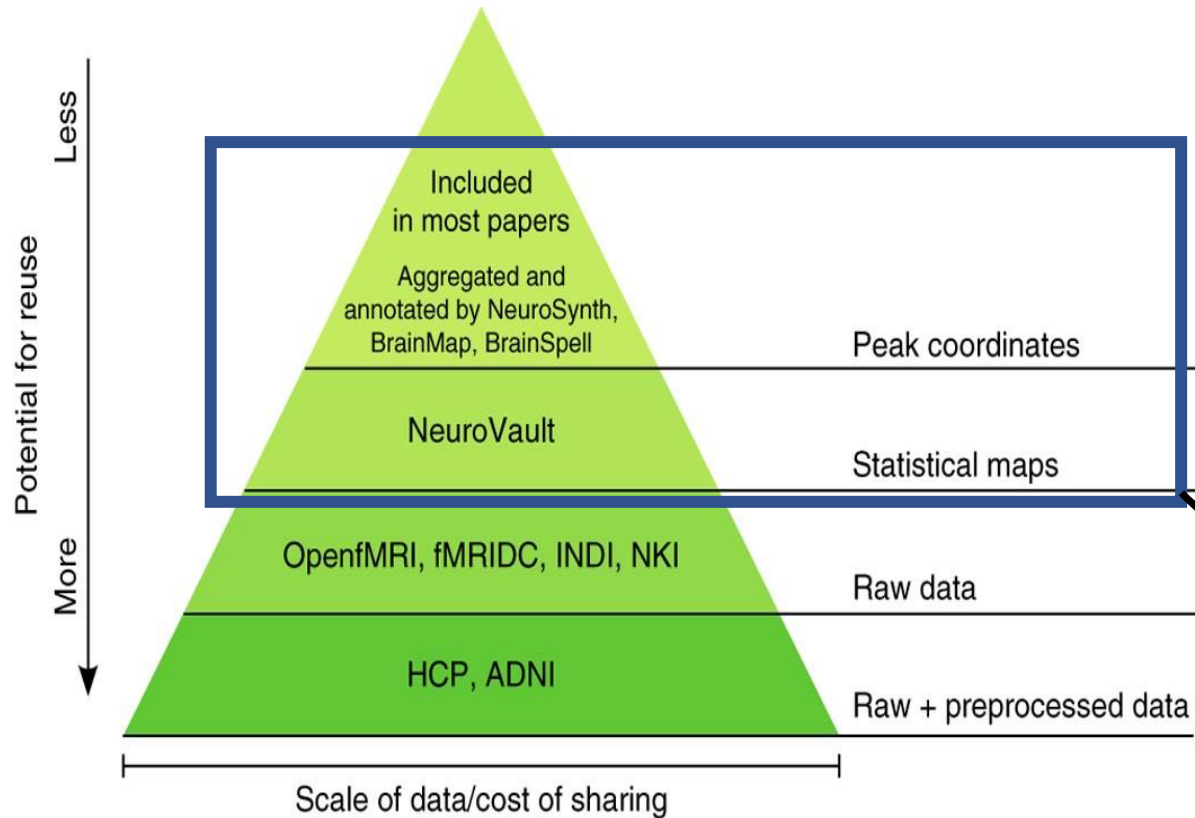 Less
Potential for reuse
More
Included
in most papers
Aggregated and
annotated by NeuroSynth,
BrainMap, BrainSpell
Peak coordinates
NeuroVault
Statistical maps
OpenfMRI, fMRIDC, INDI, NKI
Raw data
HCP, ADNI
Raw + preprocessed data
Scale of data/cost of sharing